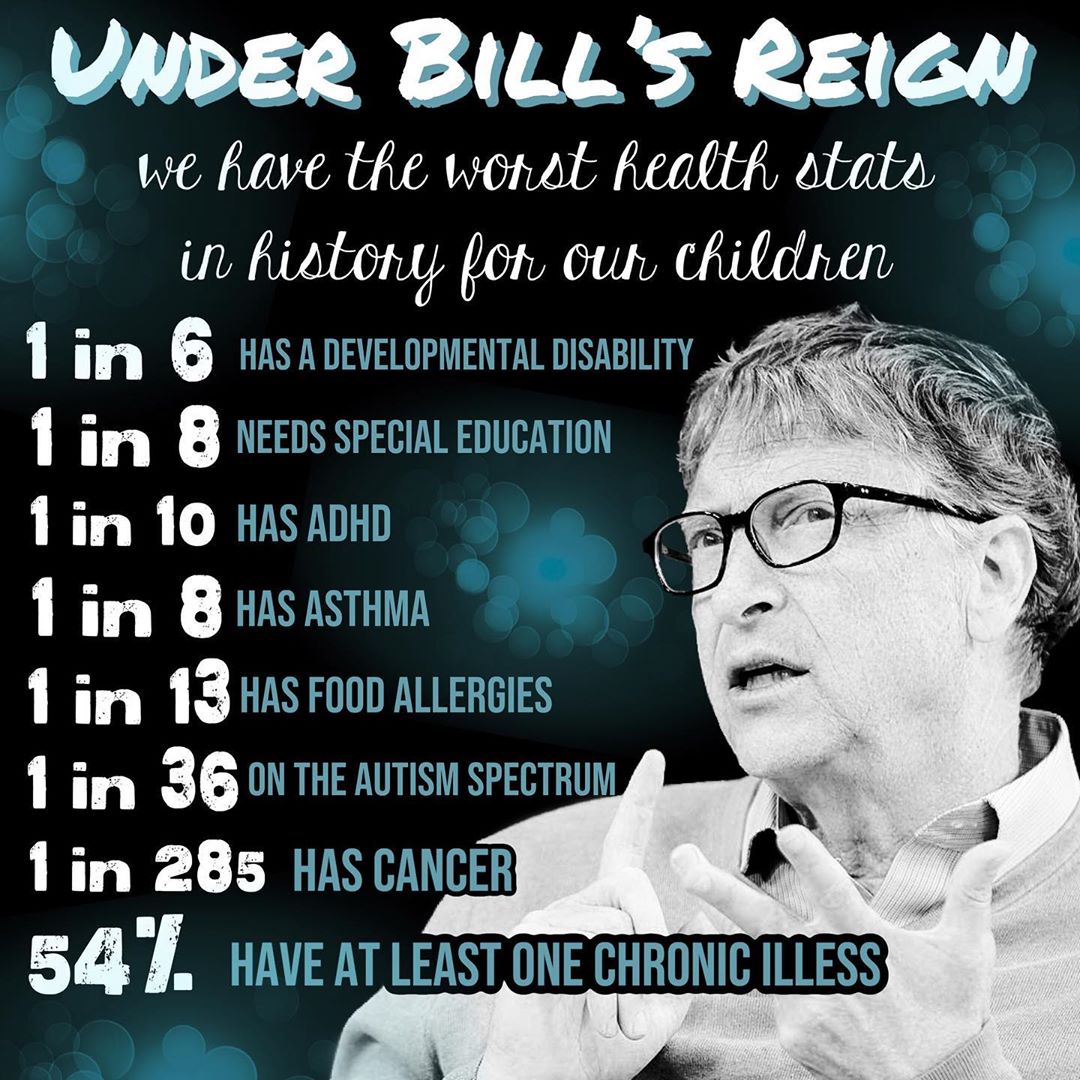 UNDER BILL'S REIGN
we have the worst health stats
in history for our children
1 in 6 HAS A DEVELOPMENTAL DISABILITY
1 in 8 NEEDS SPECIAL EDUCATION
1 in 10 HAS ADHD
1 in 8 HAS ASTHMA
1 in 13 HAS FOOD ALLERGIES
1 in 36 ON THE AUTISM SPECTRUM
1 in 285 HAS CANCER
54% HAVE AT LEAST ONE CHRONIC ILLESS